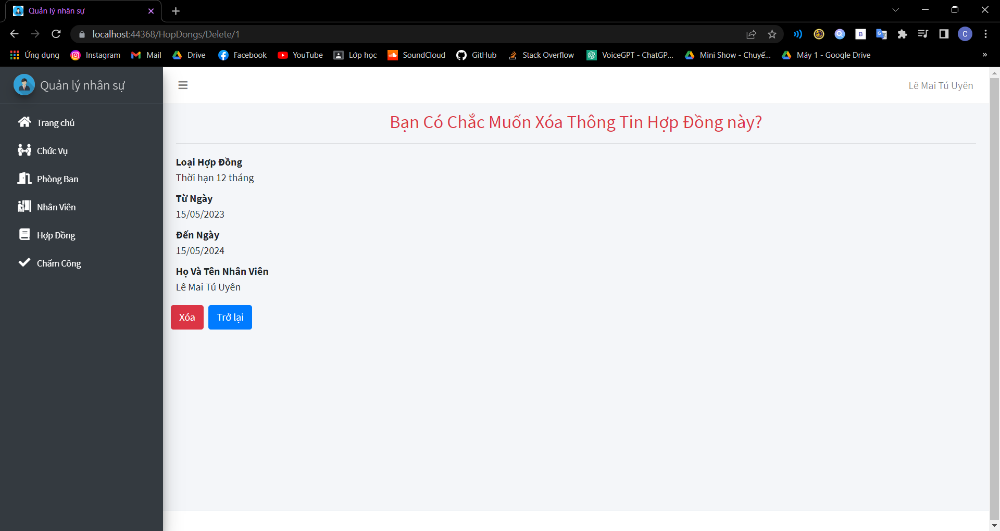 Quản lý nhân sự
localhost:44368/HopDongs/Delete/1
B
C
Ứng dụng Instagram Mail Drive Facebook YouTube Lớp học SoundCloud GitHub Stack Overflow VoiceGPT - ChatGP... Mini Show - Chuyế... Máy 1 - Google Drive »
Quản lý nhân sự
Lê Mai Tú Uyên
Trang chủ
Chức Vụ
Phòng Ban
Nhân Viên
Hợp Đồng
Chấm Công
Bạn Có Chắc Muốn Xóa Thông Tin Hợp Đồng này?
Loại Hợp Đồng
Thời hạn 12 tháng
Từ Ngày
15/05/2023
Đến Ngày
15/05/2024
Họ Và Tên Nhân Viên
Lê Mai Tú Uyên
Xóa Trở lại